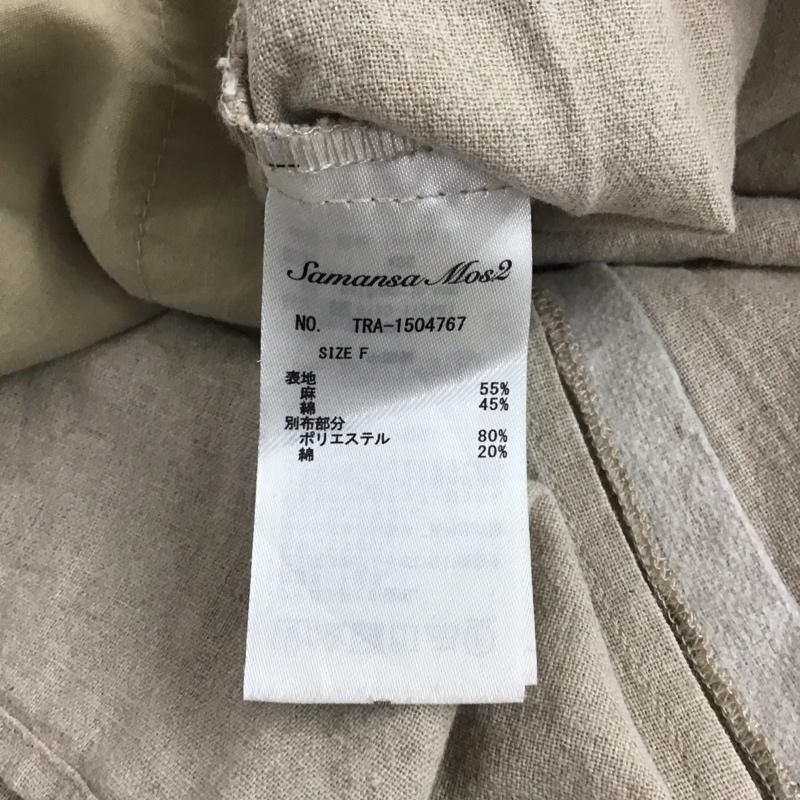 Samansa Mos2
NO. TRA-1504767
SIZE F
表地
麻 55%
綿 45%
別布部分
ポリエステル 80%
綿 20%